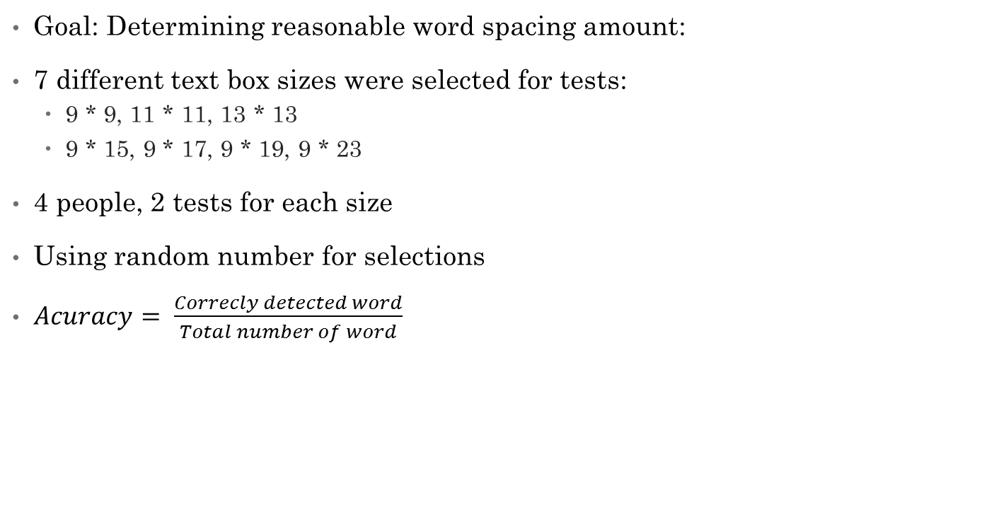 • Goal: Determining reasonable word spacing amount:
• 7 different text box sizes were selected for tests:
• 9 * 9, 11 * 11, 13 * 13
• 9 * 15, 9 * 17, 9 * 19, 9 * 23
• 4 people, 2 tests for each size
• Using random number for selections
• Acuracy = Correcly detected word / Total number of word